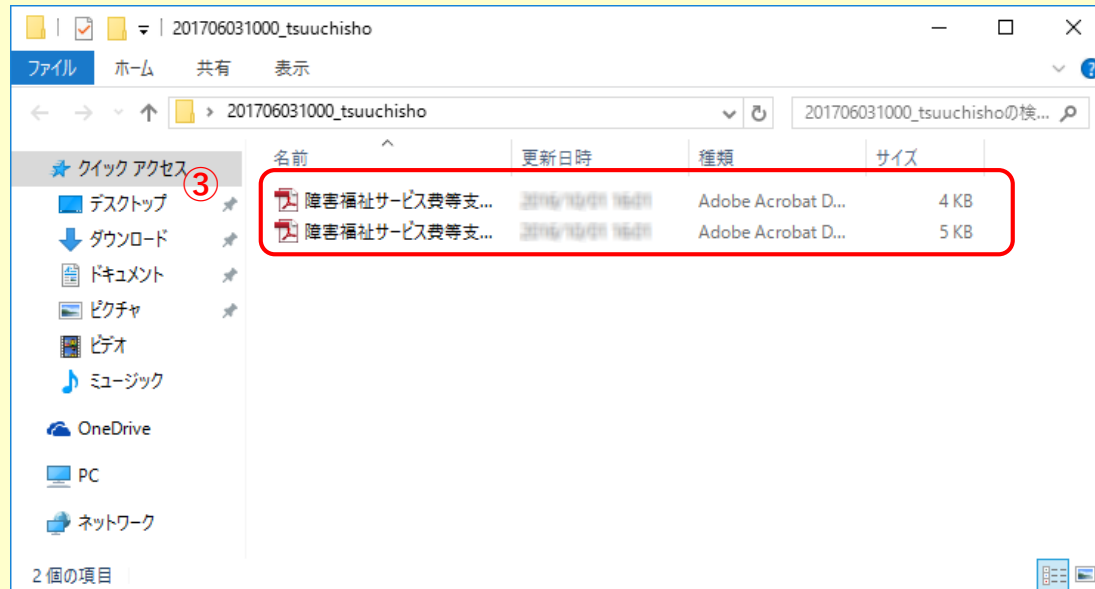 201706031000_tsuuchisho
ファイル ホーム 共有 表示
201706031000_tsuuchisho 201706031000_tsuuchishoの検...
名前 更新日時 種類 サイズ
クイック アクセス
③
デスクトップ
ダウンロード
ドキュメント
ピクチャ
ビデオ
ミュージック
OneDrive
PC
ネットワーク
障害福祉サービス費等支... Adobe Acrobat D... 4 KB
障害福祉サービス費等支... Adobe Acrobat D... 5 KB
2 個の項目